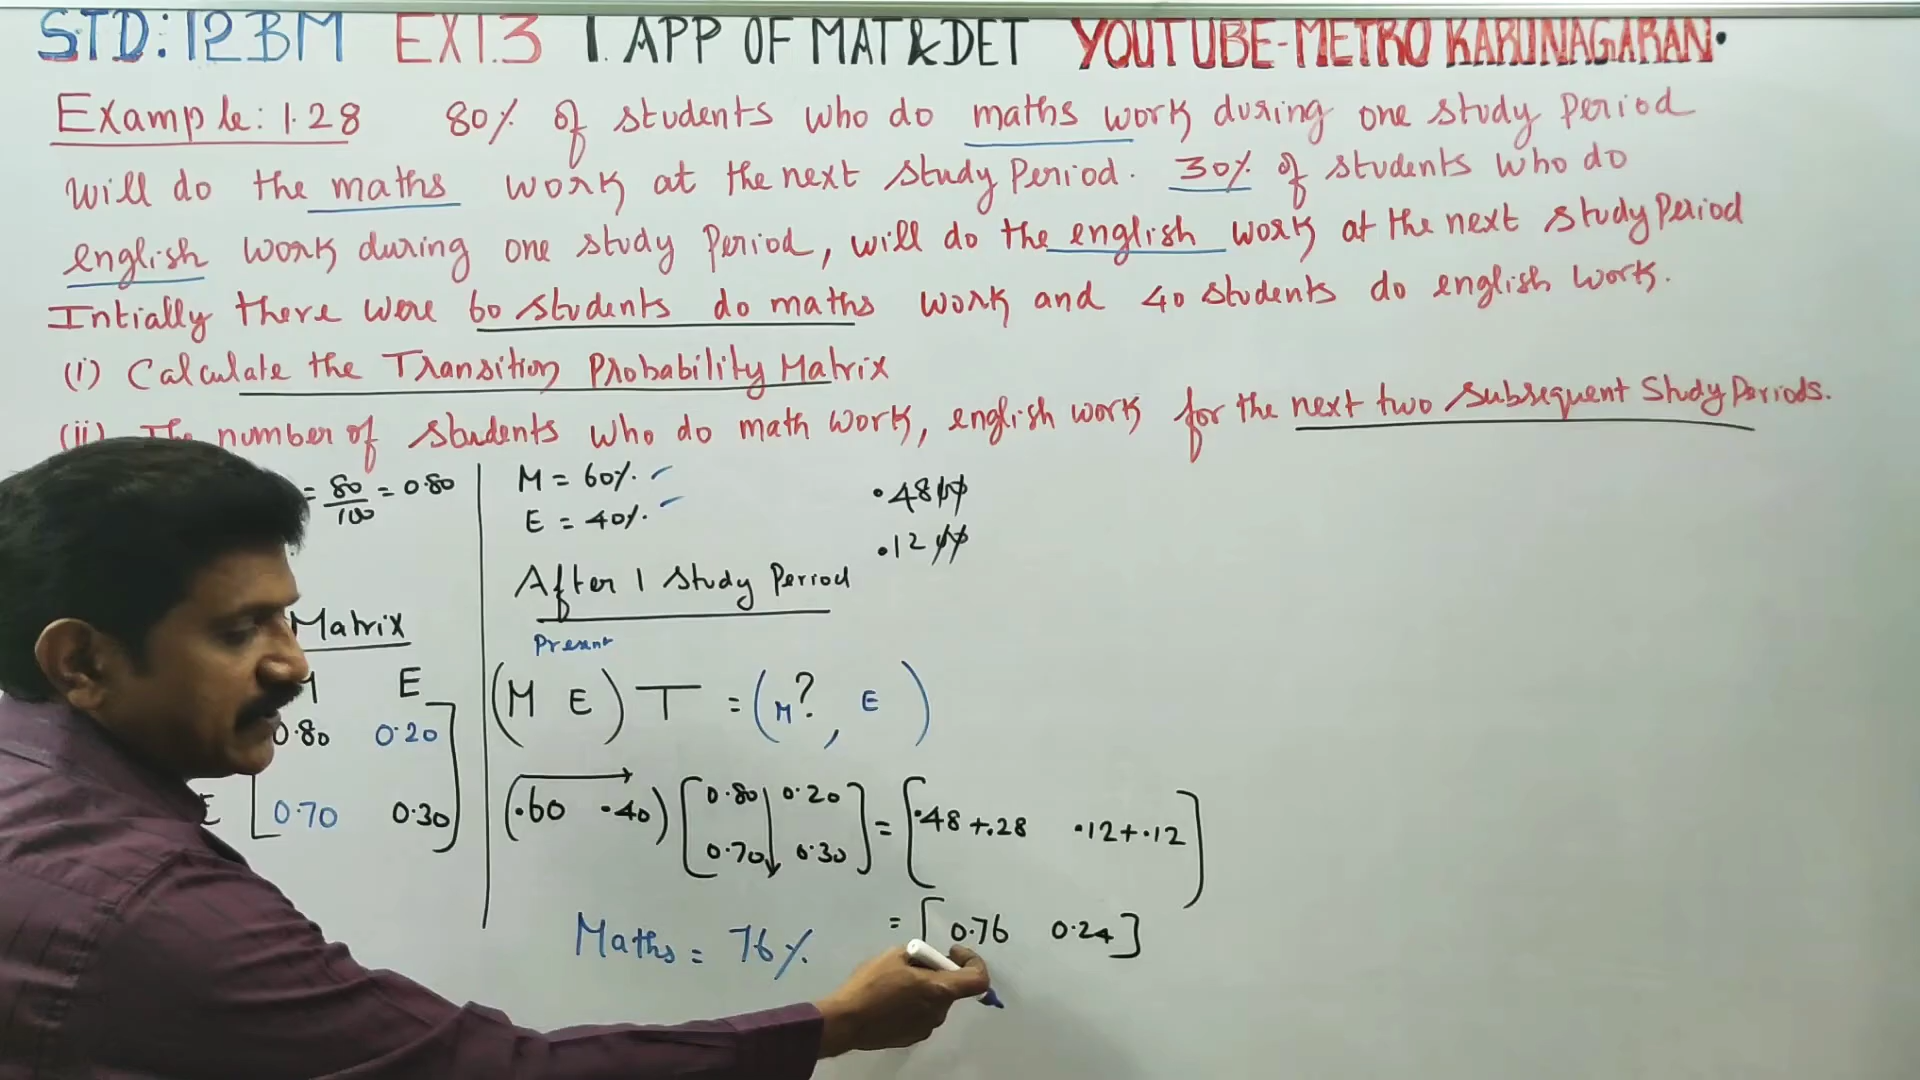 STD:12BM EX1.3 1. APP OF MAT&DET YOUTUBE-METRO KARUNAGARAN.
Example: 1.28 80% of students who do maths work during one study Period
will do the maths work at the next study Period. 30% of students who do
english work during one study Period, will do the english work at the next study Period
Intially there were 60 students do maths work and 40 students do english work.
(i) Calculate the Transition Probability Matrix
(ii) The number of students who do math work, english work for the next two subsequent Study Periods.
= 80/100 = 0.80
Matrix
M E
0.80 0.20
E 0.70 0.30
M = 60%.
E = 40%.
.4800
.1200
After 1 Study Period
Present
(M E) T = (M?, E )
(.60 .40) [0.80 0.20
0.70 0.30] = [.48+.28 .12+.12]
= [0.76 0.24]
Maths = 76%